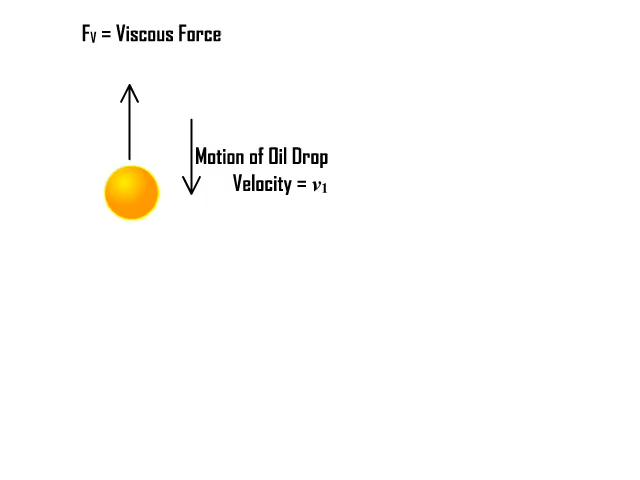 Fv = Viscous Force
Motion of Oil Drop
Velocity = v1